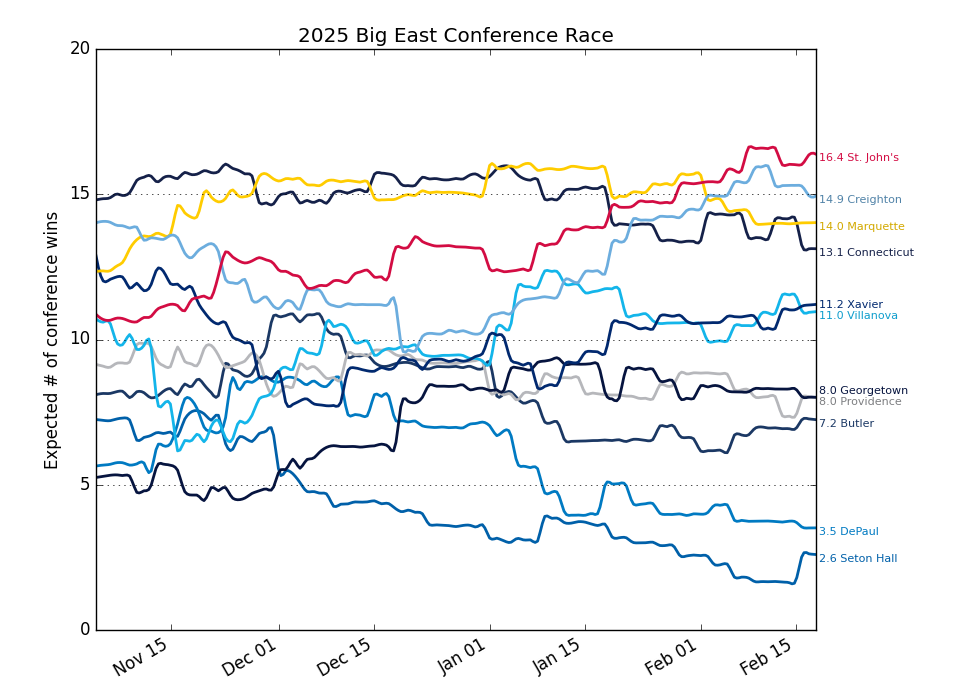 2025 Big East Conference Race
Expected # of conference wins
20
15
10
5
0
Nov 15
Dec 01
Dec 15
Jan 01
Jan 15
Feb 01
Feb 15
16.4 St. John's
14.9 Creighton
14.0 Marquette
13.1 Connecticut
11.2 Xavier
11.0 Villanova
8.0 Georgetown
8.0 Providence
7.2 Butler
3.5 DePaul
2.6 Seton Hall